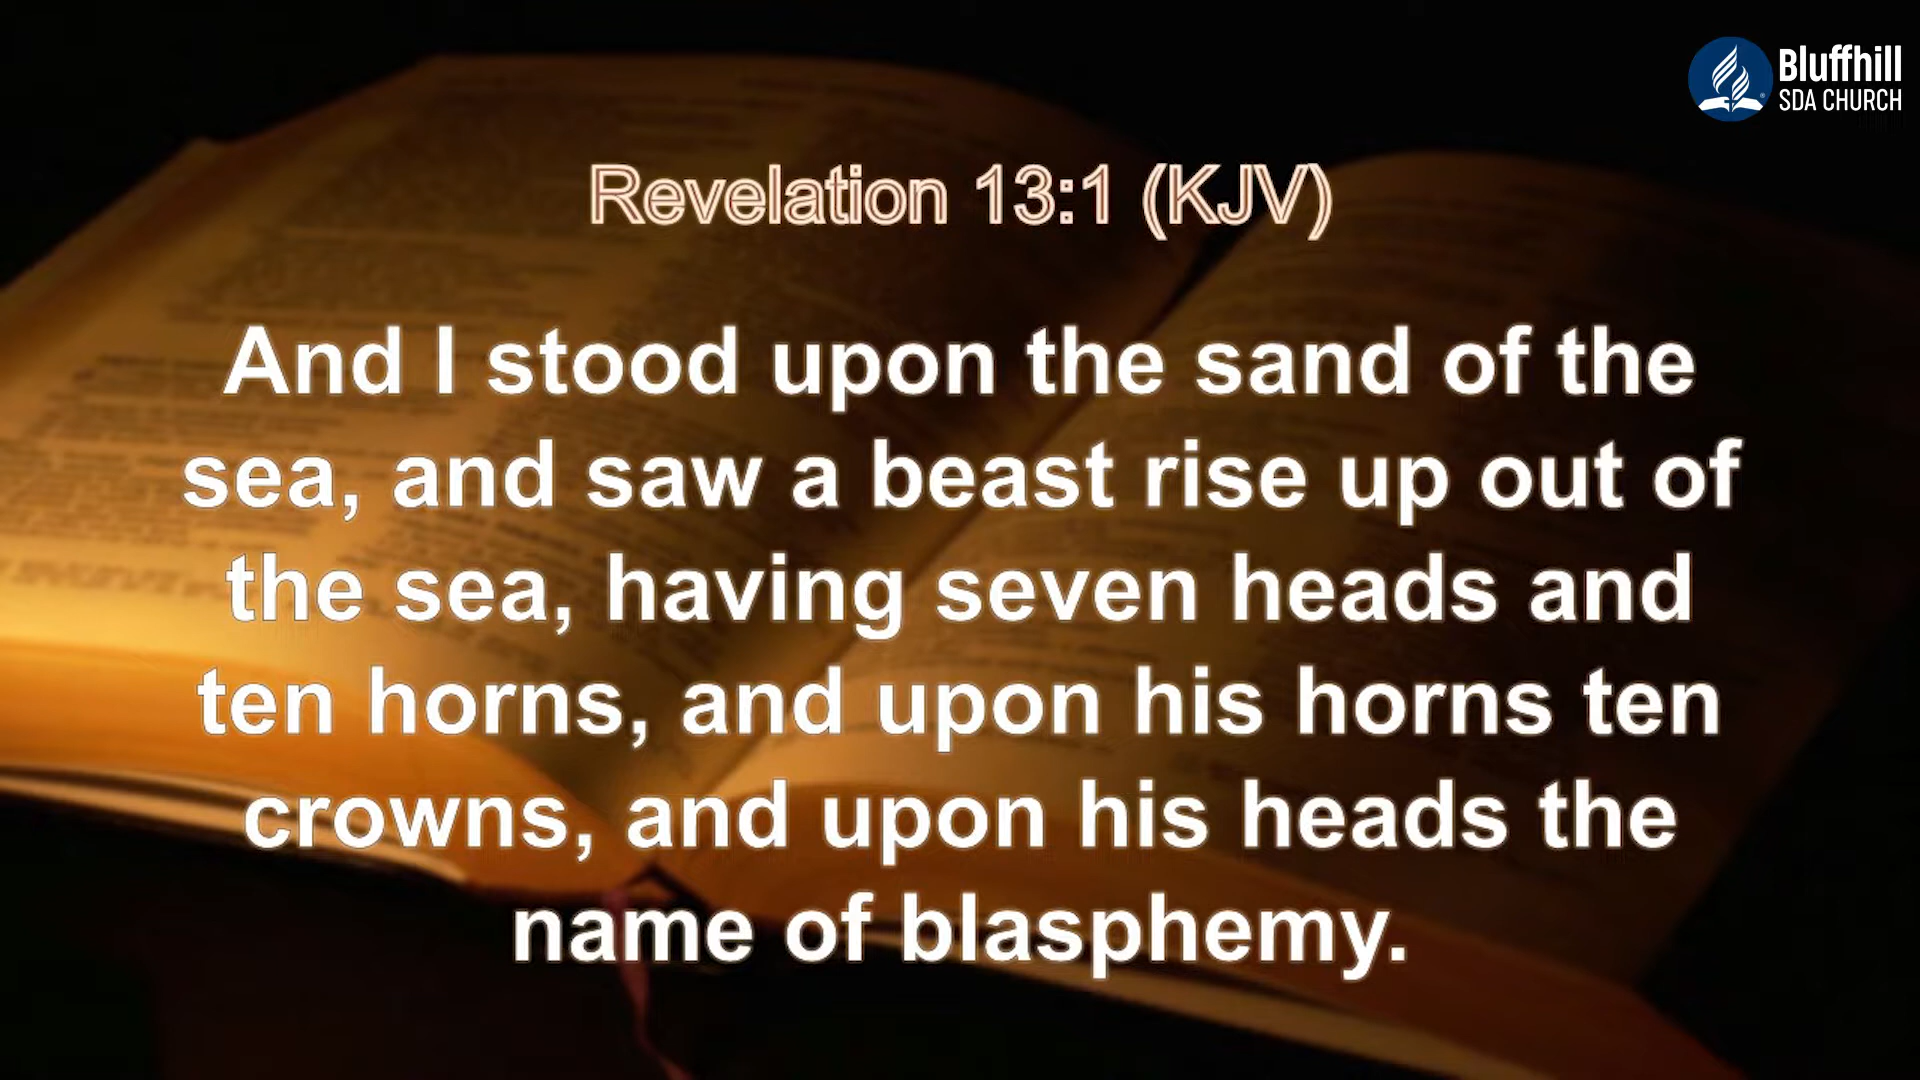 Bluffhill
SDA CHURCH
Revelation 13:1 (KJV)
And I stood upon the sand of the
sea, and saw a beast rise up out of
the sea, having seven heads and
ten horns, and upon his horns ten
crowns, and upon his heads the
name of blasphemy.